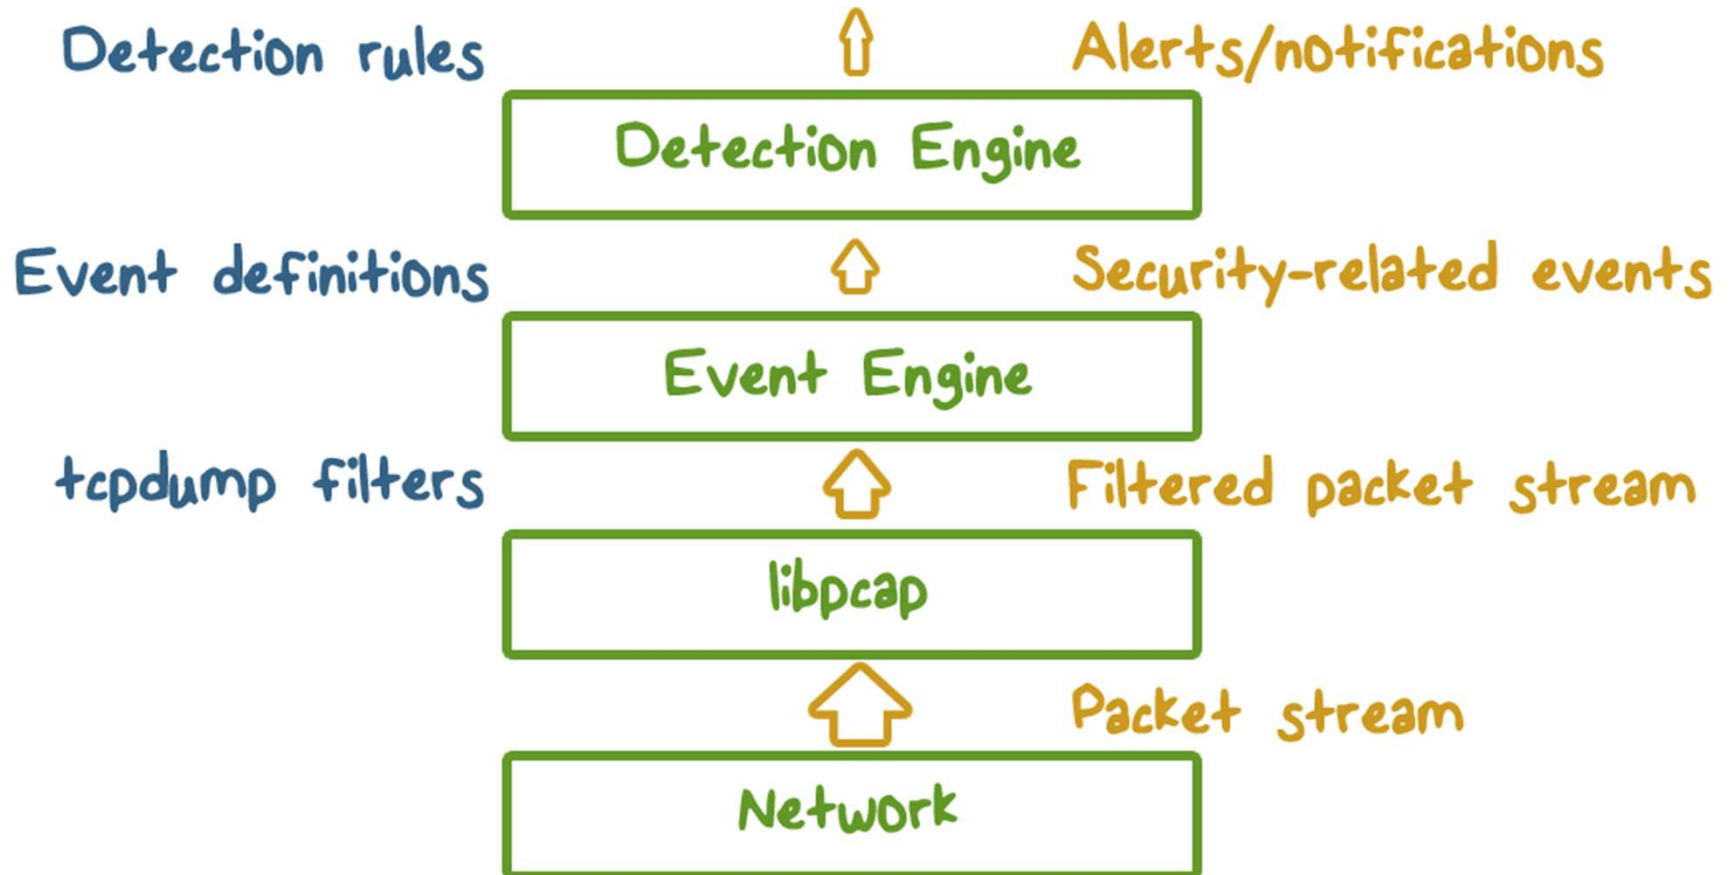 Detection rules
Alerts/notifications
Detection Engine
Event definitions
Security-related events
Event Engine
tcpdump filters
Filtered packet stream
libpcap
Packet stream
Network